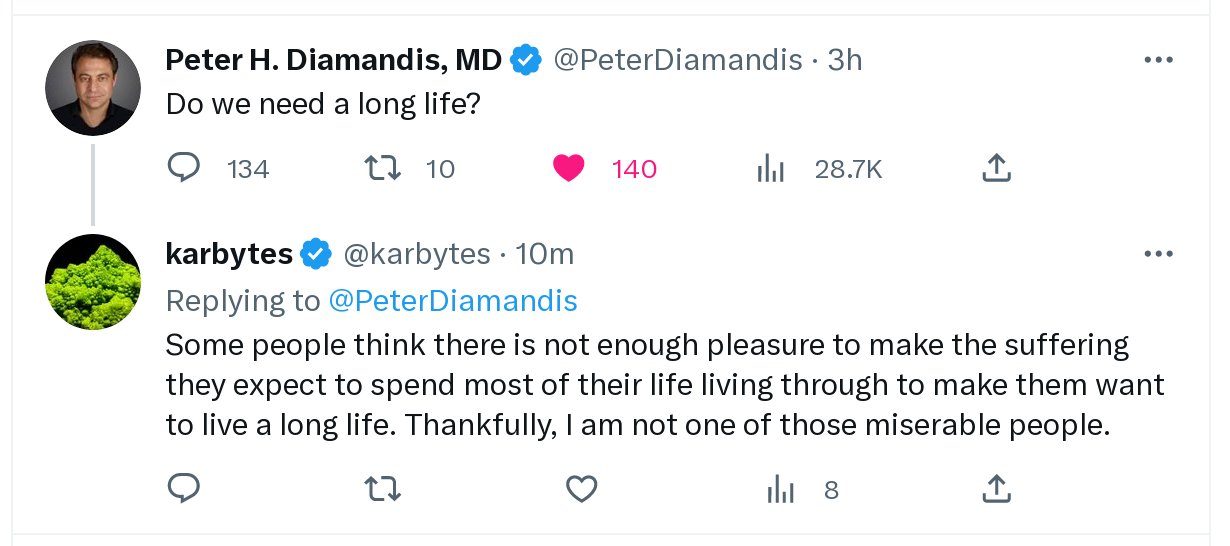 Peter H. Diamandis, MD @PeterDiamandis · 3h
Do we need a long life?
134 10 140 28.7K
karbytes @karbytes · 10m
Replying to @PeterDiamandis
Some people think there is not enough pleasure to make the suffering
they expect to spend most of their life living through to make them want
to live a long life. Thankfully, I am not one of those miserable people.
8